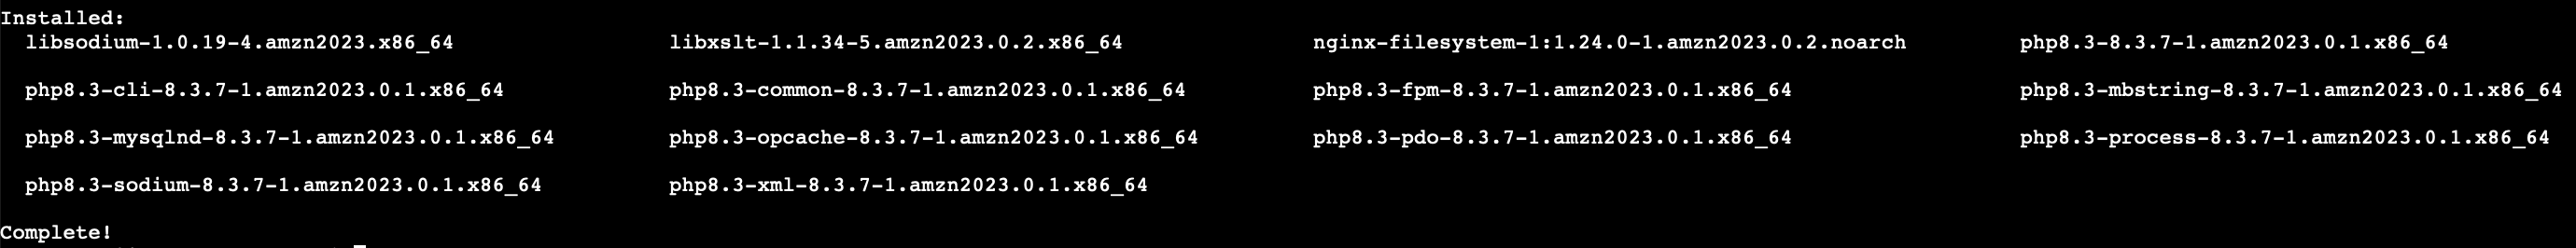 Installed:
libsodium-1.0.19-4.amzn2023.x86_64 libxslt-1.1.34-5.amzn2023.0.2.x86_64 nginx-filesystem-1:1.24.0-1.amzn2023.0.2.noarch php8.3-8.3.7-1.amzn2023.0.1.x86_64
php8.3-cli-8.3.7-1.amzn2023.0.1.x86_64 php8.3-common-8.3.7-1.amzn2023.0.1.x86_64 php8.3-fpm-8.3.7-1.amzn2023.0.1.x86_64 php8.3-mbstring-8.3.7-1.amzn2023.0.1.x86_64
php8.3-mysqlnd-8.3.7-1.amzn2023.0.1.x86_64 php8.3-opcache-8.3.7-1.amzn2023.0.1.x86_64 php8.3-pdo-8.3.7-1.amzn2023.0.1.x86_64 php8.3-process-8.3.7-1.amzn2023.0.1.x86_64
php8.3-sodium-8.3.7-1.amzn2023.0.1.x86_64 php8.3-xml-8.3.7-1.amzn2023.0.1.x86_64
Complete!